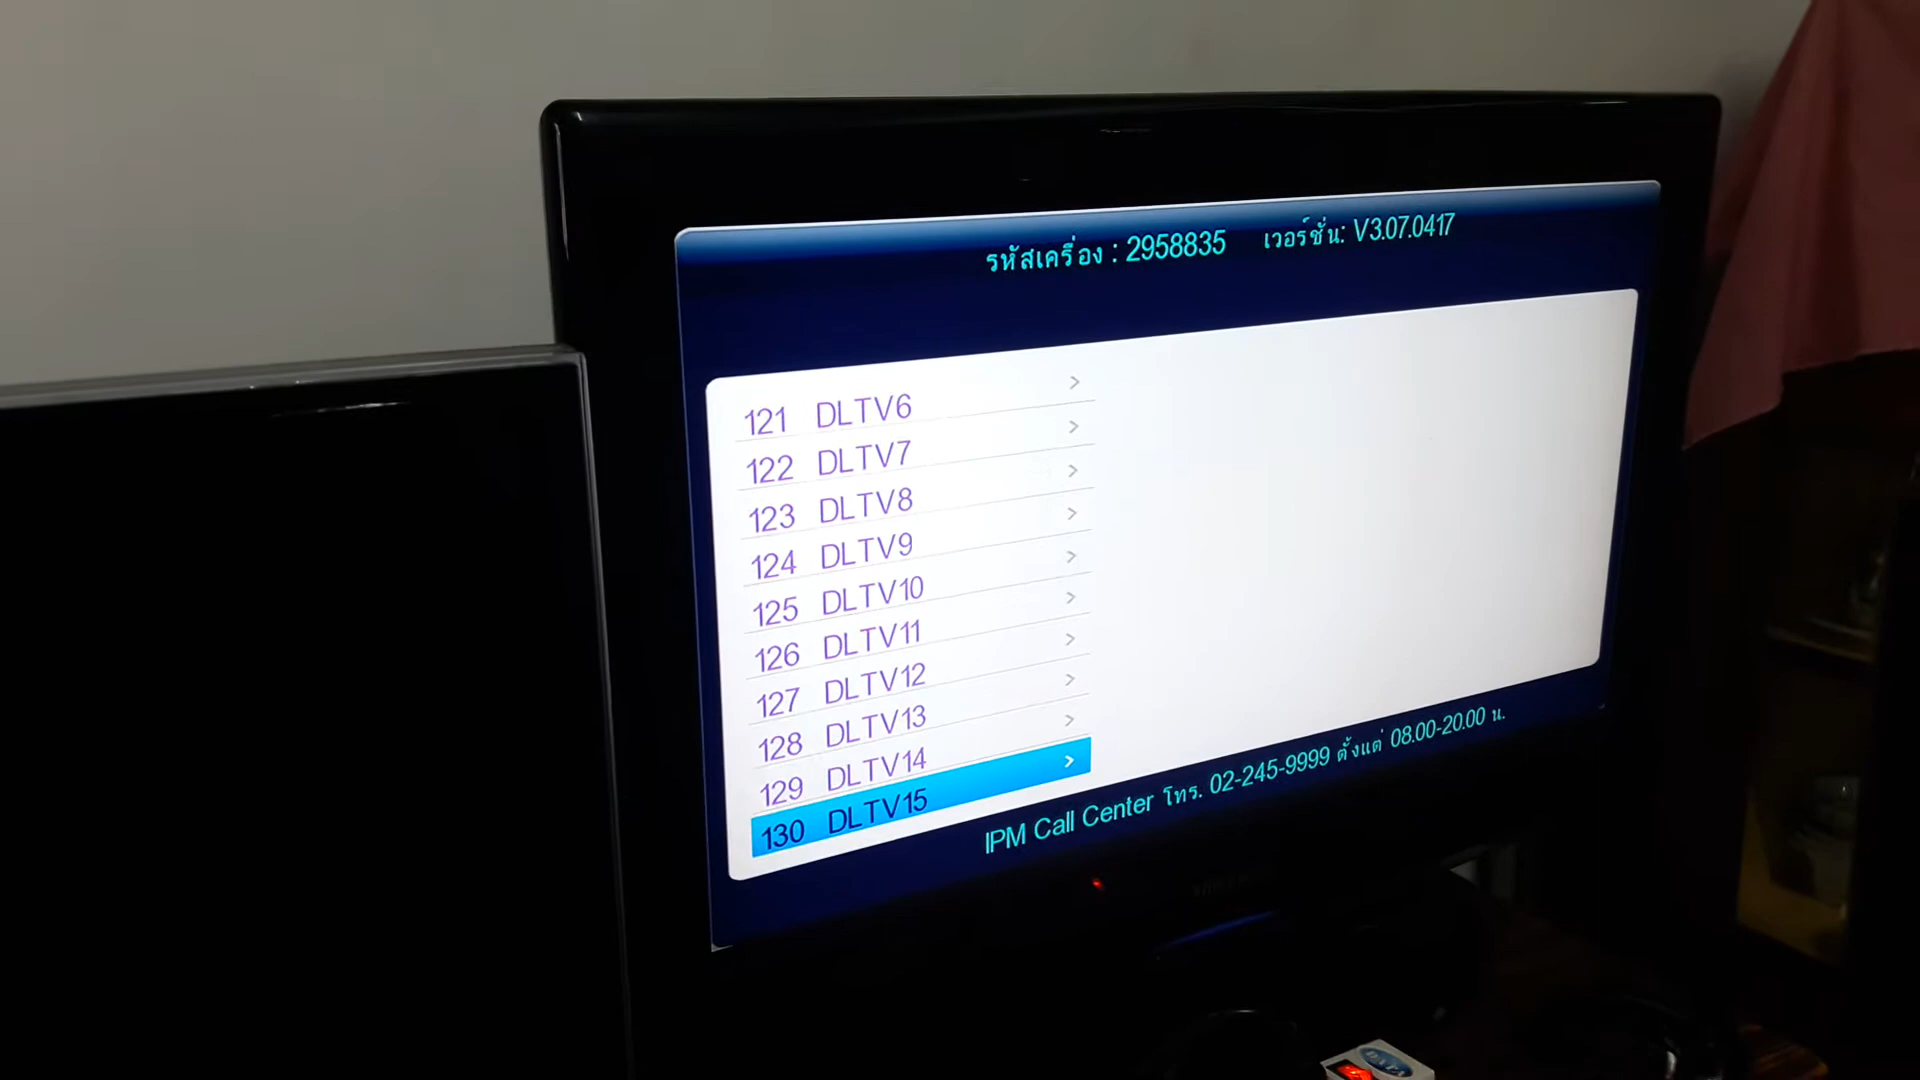 รหัสเครื่อง : 2958835 เวอร์ชั่น: V3.07.0417
121 DLTV6 >
122 DLTV7 >
123 DLTV8 >
124 DLTV9 >
125 DLTV10 >
126 DLTV11 >
127 DLTV12 >
128 DLTV13 >
129 DLTV14 >
130 DLTV15 >
IPM Call Center โทร. 02-245-9999 ตั้งแต่ 08.00-20.00 น.